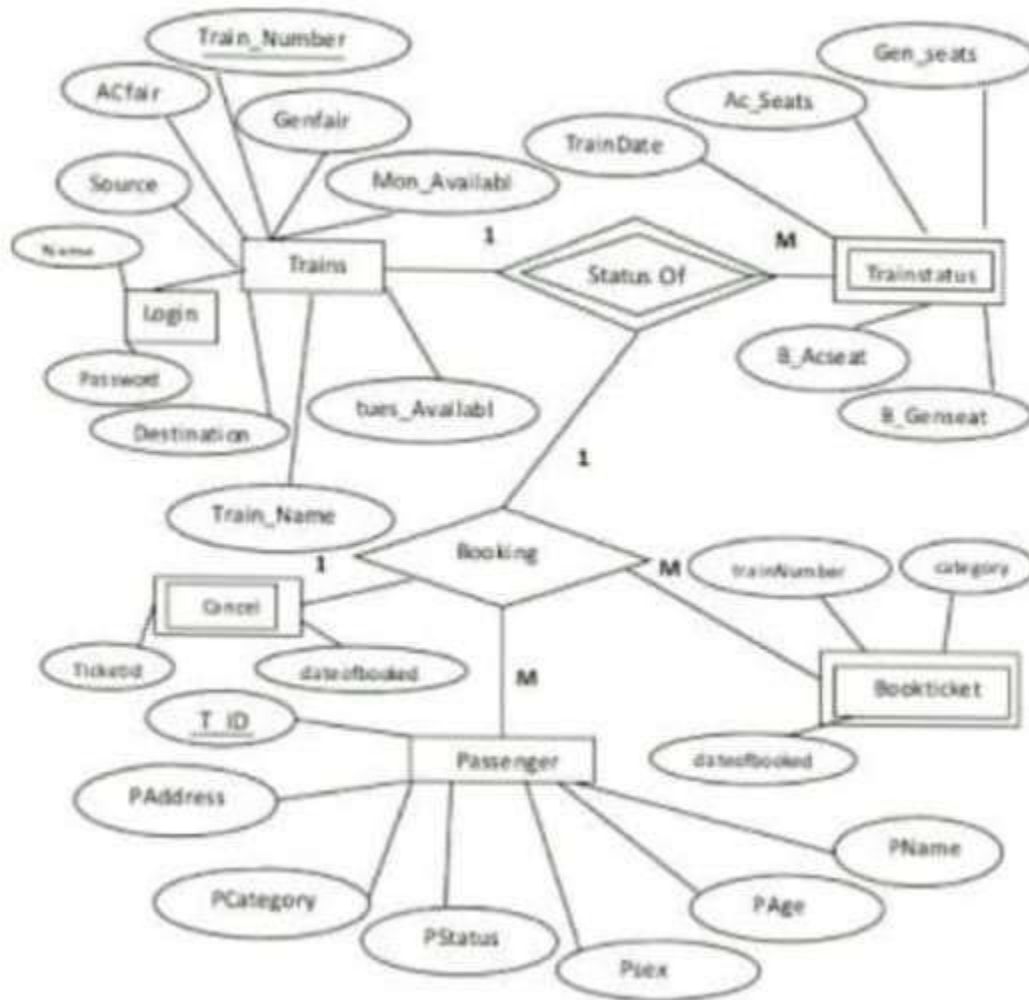 Train_Number
Gen_seats
ACfair
Ac_Seats
Genfair
TrainDate
Source
Mon_Availabl
Name
1
M
Trains
Status Of
Trainstatus
Login
B_Acseat
Password
tues_Availabl
B_Genseat
Destination
1
Train_Name
Booking
1
M
trainNumber
category
Cancel
TicketId
dateofbooked
M
Bookticket
T_ID
dateofbooked
Passenger
PAddress
PName
PCategory
PAge
PStatus
Psex